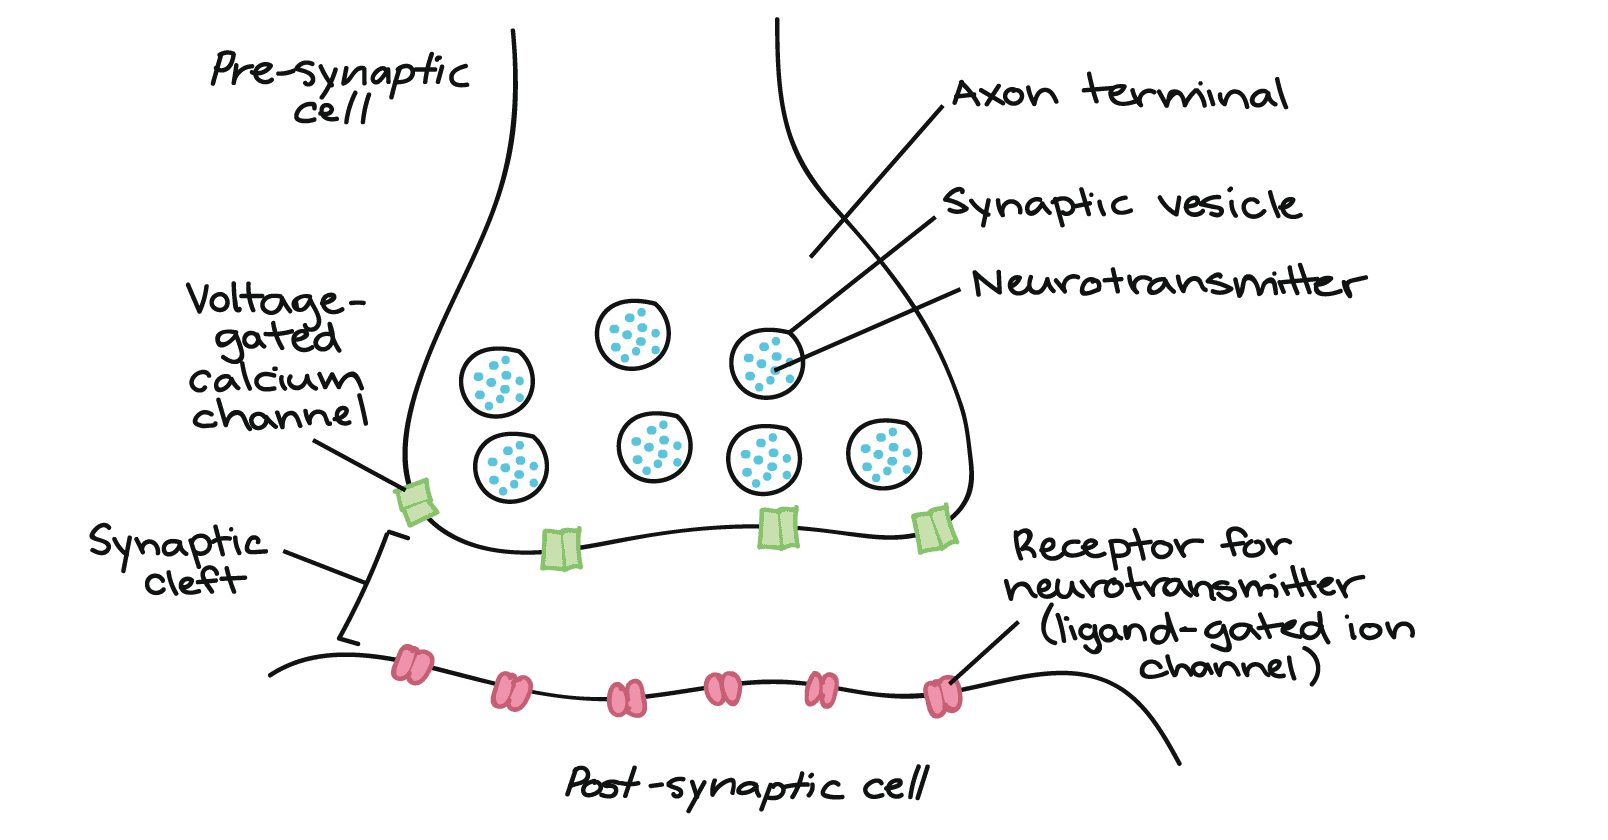 Pre-synaptic
cell
Axon terminal
Synaptic vesicle
Neurotransmitter
Voltage-
gated
calcium
channel
Synaptic
cleft
Receptor for
neurotransmitter
(ligand-gated ion
channel)
Post-synaptic cell